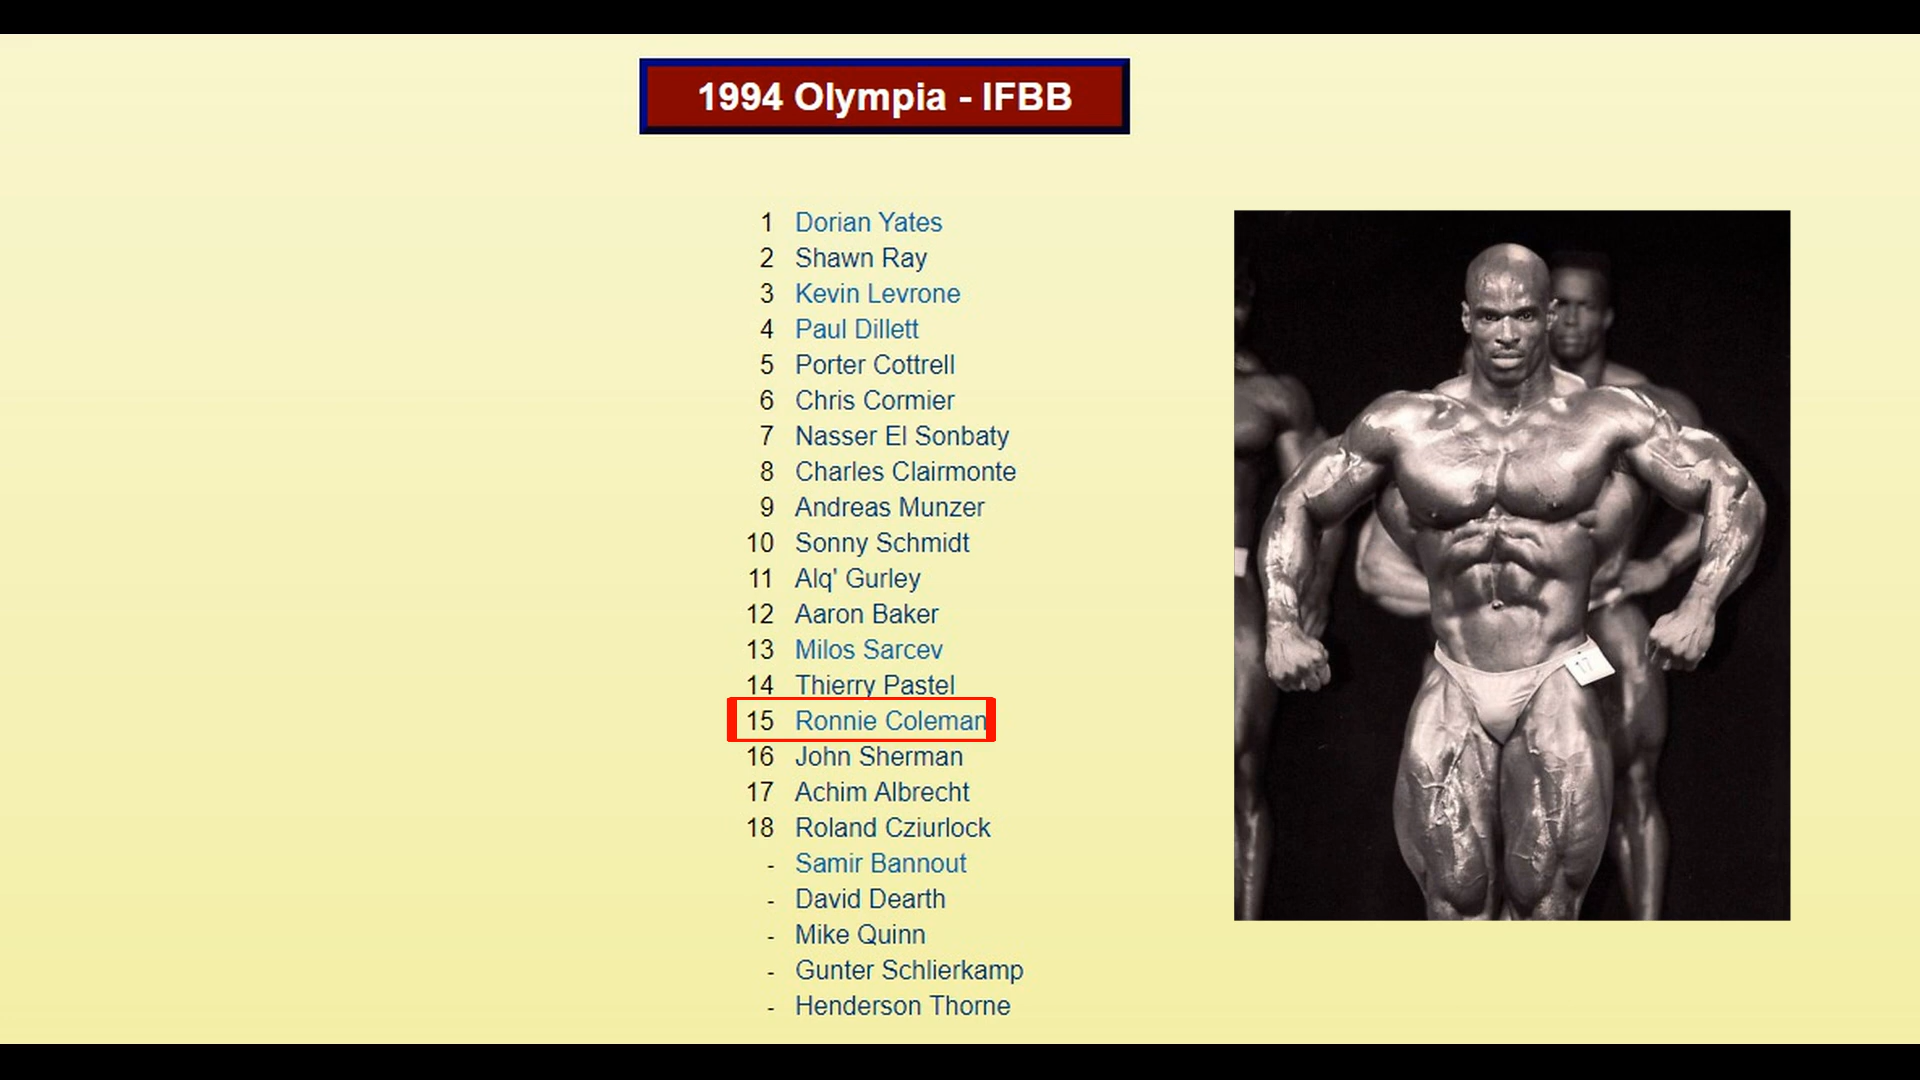 1994 Olympia - IFBB
1 Dorian Yates
2 Shawn Ray
3 Kevin Levrone
4 Paul Dillett
5 Porter Cottrell
6 Chris Cormier
7 Nasser El Sonbaty
8 Charles Clairmonte
9 Andreas Munzer
10 Sonny Schmidt
11 Alq' Gurley
12 Aaron Baker
13 Milos Sarcev
14 Thierry Pastel
15 Ronnie Coleman
16 John Sherman
17 Achim Albrecht
18 Roland Cziurlock
- Samir Bannout
- David Dearth
- Mike Quinn
- Gunter Schlierkamp
- Henderson Thorne
17